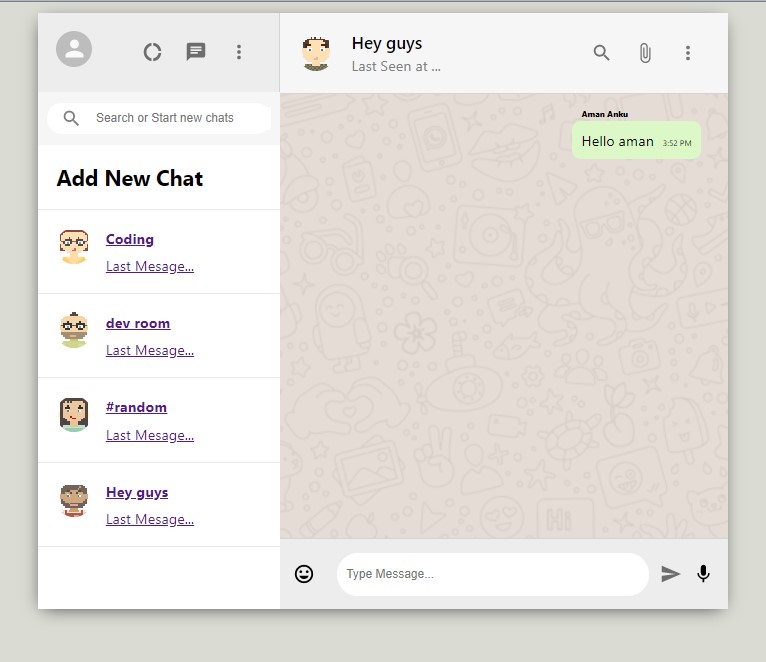 Search or Start new chats
Add New Chat
Coding
Last Mesage...
dev room
Last Mesage...
#random
Last Mesage...
Hey guys
Last Mesage...
Hey guys
Last Seen at ...
Aman Anku
Hello aman 3:52 PM
Hi
Type Message...